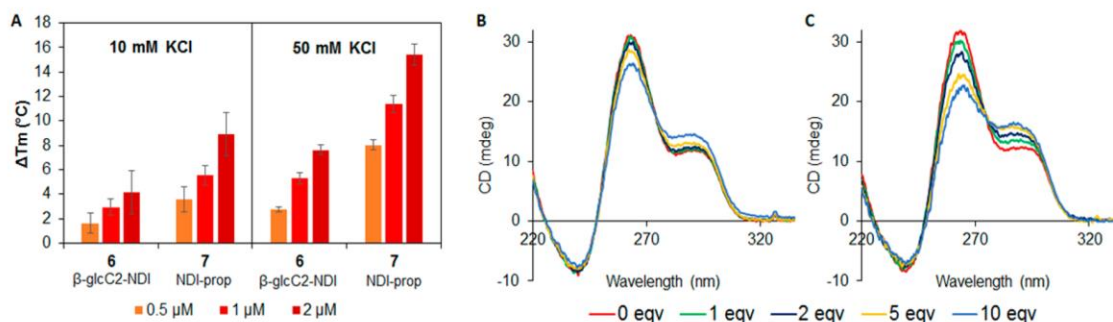 A
18
16
14
12
10
8
6
4
2
0
ΔTm (°C)
10 mM KCl
50 mM KCl
6
β-glcC2-NDI
7
NDI-prop
6
β-glcC2-NDI
7
NDI-prop
0.5 µM 1 µM 2 µM
B
30
20
10
0
-10
CD (mdeg)
220 270 320
Wavelength (nm)
C
30
20
10
0
-10
CD (mdeg)
220 270 320
Wavelength (nm)
0 eqv 1 eqv 2 eqv 5 eqv 10 eqv